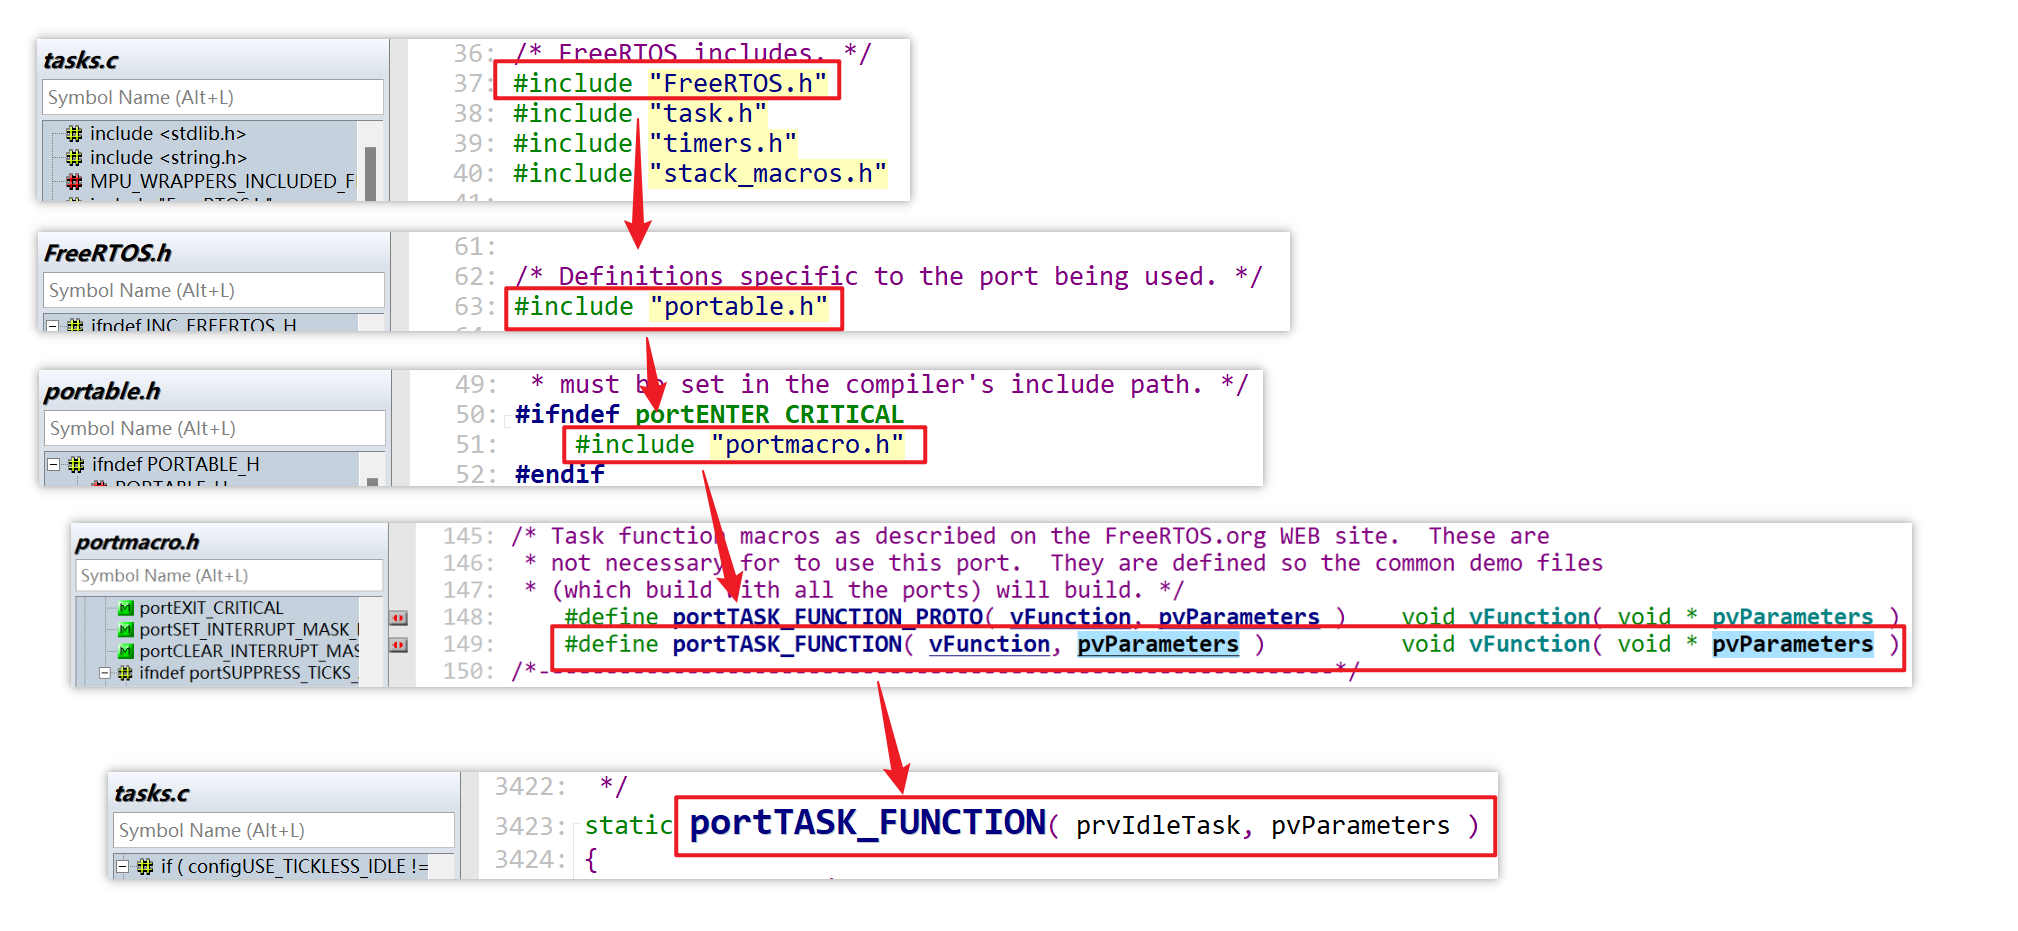 tasks.c
Symbol Name (Alt+L)
include <stdlib.h>
include <string.h>
MPU_WRAPPERS_INCLUDED_F
36: /* FreeRTOS includes. */
37: #include "FreeRTOS.h"
38: #include "task.h"
39: #include "timers.h"
40: #include "stack_macros.h"
41:
FreeRTOS.h
Symbol Name (Alt+L)
ifndef INC_FREERTOS_H
61:
62: /* Definitions specific to the port being used. */
63: #include "portable.h"
portable.h
Symbol Name (Alt+L)
ifndef PORTABLE_H
PORTABLE_H
49: * must be set in the compiler's include path. */
50: #ifndef portENTER_CRITICAL
51: #include "portmacro.h"
52: #endif
portmacro.h
Symbol Name (Alt+L)
portEXIT_CRITICAL
portSET_INTERRUPT_MASK_
portCLEAR_INTERRUPT_MAS
ifndef portSUPPRESS_TICKS_
145: /* Task function macros as described on the FreeRTOS.org WEB site. These are
146: * not necessary for to use this port. They are defined so the common demo files
147: * (which build with all the ports) will build. */
148: #define portTASK_FUNCTION_PROTO( vFunction, pvParameters ) void vFunction( void * pvParameters )
149: #define portTASK_FUNCTION( vFunction, pvParameters ) void vFunction( void * pvParameters )
150: /*-----------------------------------------------------------*/
tasks.c
Symbol Name (Alt+L)
if ( configUSE_TICKLESS_IDLE !=
3422: */
3423: static portTASK_FUNCTION( prvIdleTask, pvParameters )
3424: {